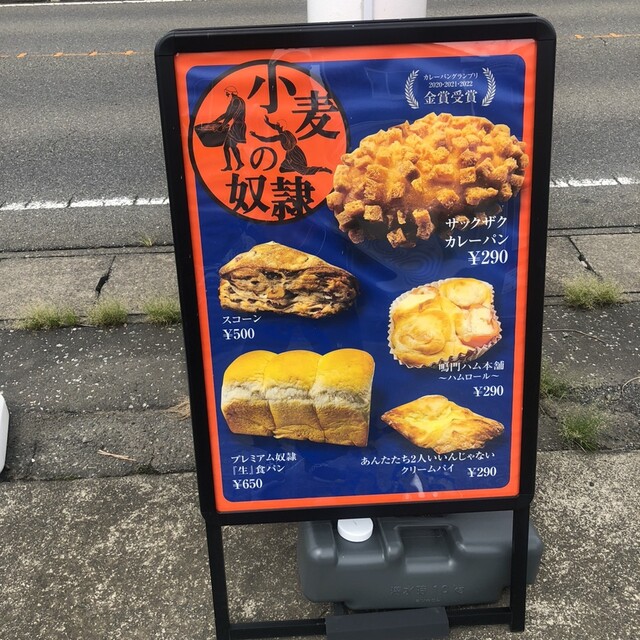 小麦
の
奴隷
カレーパングランプリ
2020・2021・2022
金賞受賞
サックザク
カレーパン
¥290
スコーン
¥500
鳴門ハム本舗
～ハムロール～
¥290
プレミアム奴隷
『生』食パン
¥650
あんたたち2人いいんじゃない
クリームパイ ¥290